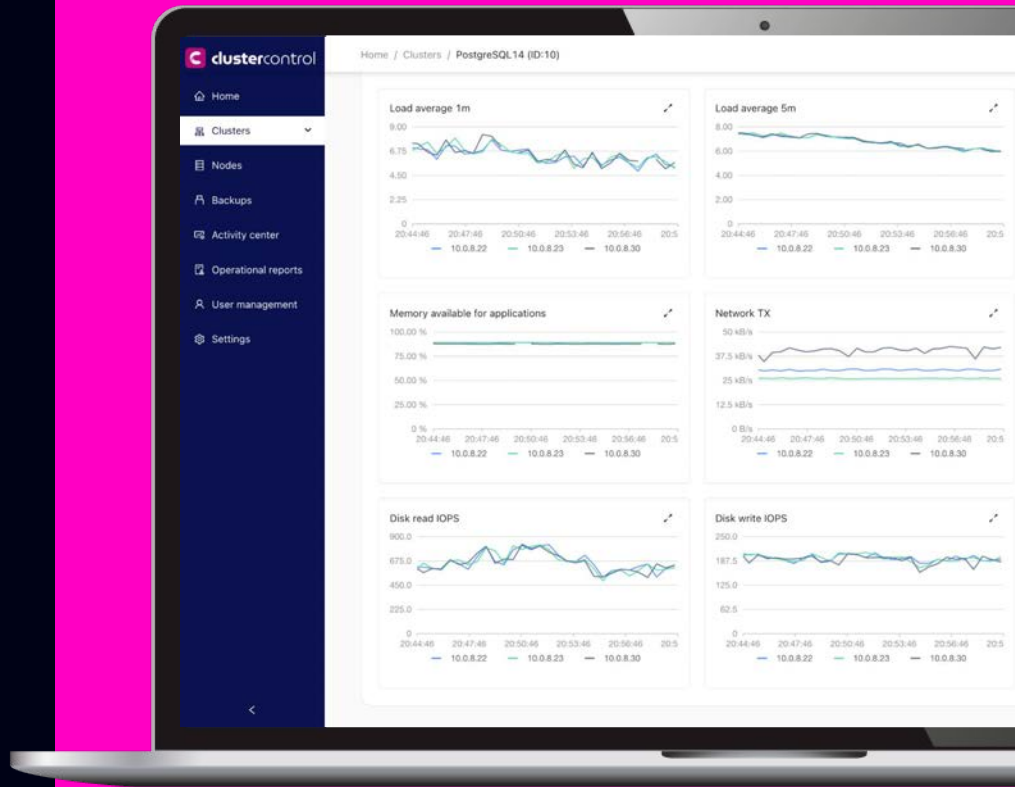 clustercontrol
Home / Clusters / PostgreSQL14 (ID:10)
Home
Clusters
Nodes
Backups
Activity center
Operational reports
User management
Settings
Load average 1m
9.00
6.75
4.50
2.25
0
20:44:46 20:47:46 20:50:46 20:53:46 20:56:46 20:5
10.0.8.22 10.0.8.23 10.0.8.30
Load average 5m
8.00
6.00
4.00
2.00
0
20:44:46 20:47:46 20:50:46 20:53:46 20:56:46 20:5
10.0.8.22 10.0.8.23 10.0.8.30
Memory available for applications
100.00 %
75.00 %
50.00 %
25.00 %
0 %
20:44:46 20:47:46 20:50:46 20:53:46 20:56:46 20:5
10.0.8.22 10.0.8.23 10.0.8.30
Network TX
50 kB/s
37.5 kB/s
25 kB/s
12.5 kB/s
0 B/s
20:44:46 20:47:46 20:50:46 20:53:46 20:56:46 20:5
10.0.8.22 10.0.8.23 10.0.8.30
Disk read IOPS
900.0
675.0
450.0
225.0
0
20:44:46 20:47:46 20:50:46 20:53:46 20:56:46 20:5
10.0.8.22 10.0.8.23 10.0.8.30
Disk write IOPS
250.0
187.5
125.0
62.5
0
20:44:46 20:47:46 20:50:46 20:53:46 20:56:46 20:5
10.0.8.22 10.0.8.23 10.0.8.30